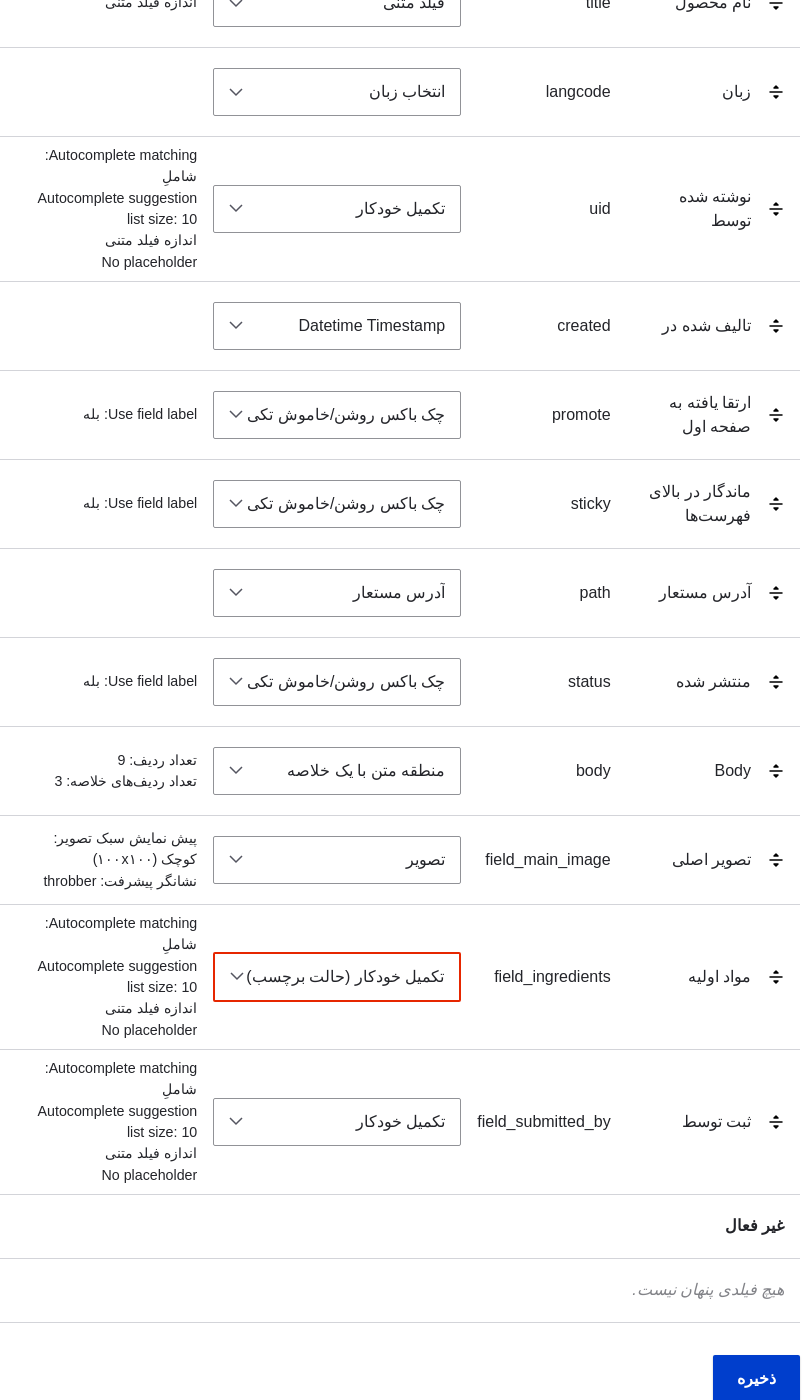 نام محصول
title
فیلد متنی
اندازه فیلد متنی
زبان
langcode
انتخاب زبان
نوشته شده
توسط
uid
تکمیل خودکار
Autocomplete matching:
شاملِ
Autocomplete suggestion
list size: 10
اندازه فیلد متنی
No placeholder
تالیف شده در
created
Datetime Timestamp
ارتقا یافته به
صفحه اول
promote
چک باکس روشن/خاموش تکی
Use field label: بله
ماندگار در بالای
فهرست‌ها
sticky
چک باکس روشن/خاموش تکی
Use field label: بله
آدرس مستعار
path
آدرس مستعار
منتشر شده
status
چک باکس روشن/خاموش تکی
Use field label: بله
Body
body
منطقه متن با یک خلاصه
تعداد ردیف: 9
تعداد ردیف‌های خلاصه: 3
تصویر اصلی
field_main_image
تصویر
پیش نمایش سبک تصویر:
کوچک (۱۰۰x۱۰۰)
نشانگر پیشرفت: throbber
مواد اولیه
field_ingredients
تکمیل خودکار (حالت برچسب)
Autocomplete matching:
شاملِ
Autocomplete suggestion
list size: 10
اندازه فیلد متنی
No placeholder
ثبت توسط
field_submitted_by
تکمیل خودکار
Autocomplete matching:
شاملِ
Autocomplete suggestion
list size: 10
اندازه فیلد متنی
No placeholder
غیر فعال
هیچ فیلدی پنهان نیست.
ذخیره